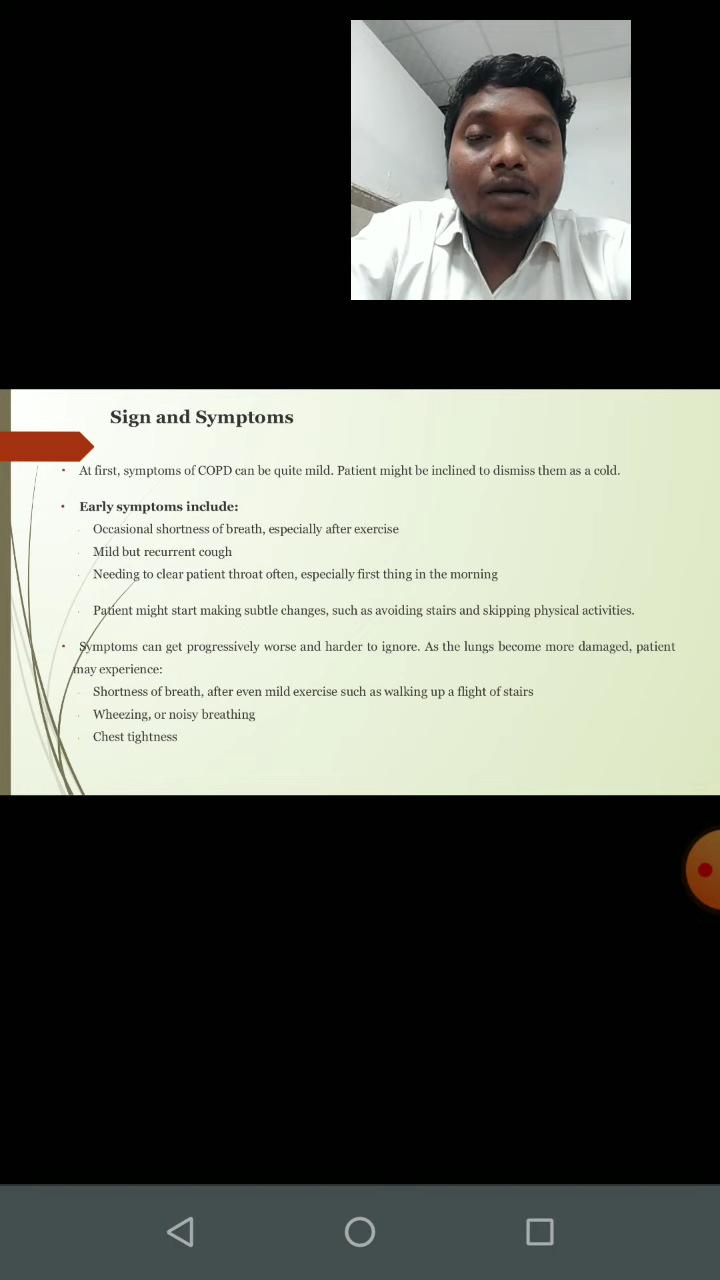 Sign and Symptoms
• At first, symptoms of COPD can be quite mild. Patient might be inclined to dismiss them as a cold.
• Early symptoms include:
· Occasional shortness of breath, especially after exercise
· Mild but recurrent cough
· Needing to clear patient throat often, especially first thing in the morning
· Patient might start making subtle changes, such as avoiding stairs and skipping physical activities.
• Symptoms can get progressively worse and harder to ignore. As the lungs become more damaged, patient
may experience:
· Shortness of breath, after even mild exercise such as walking up a flight of stairs
· Wheezing, or noisy breathing
· Chest tightness